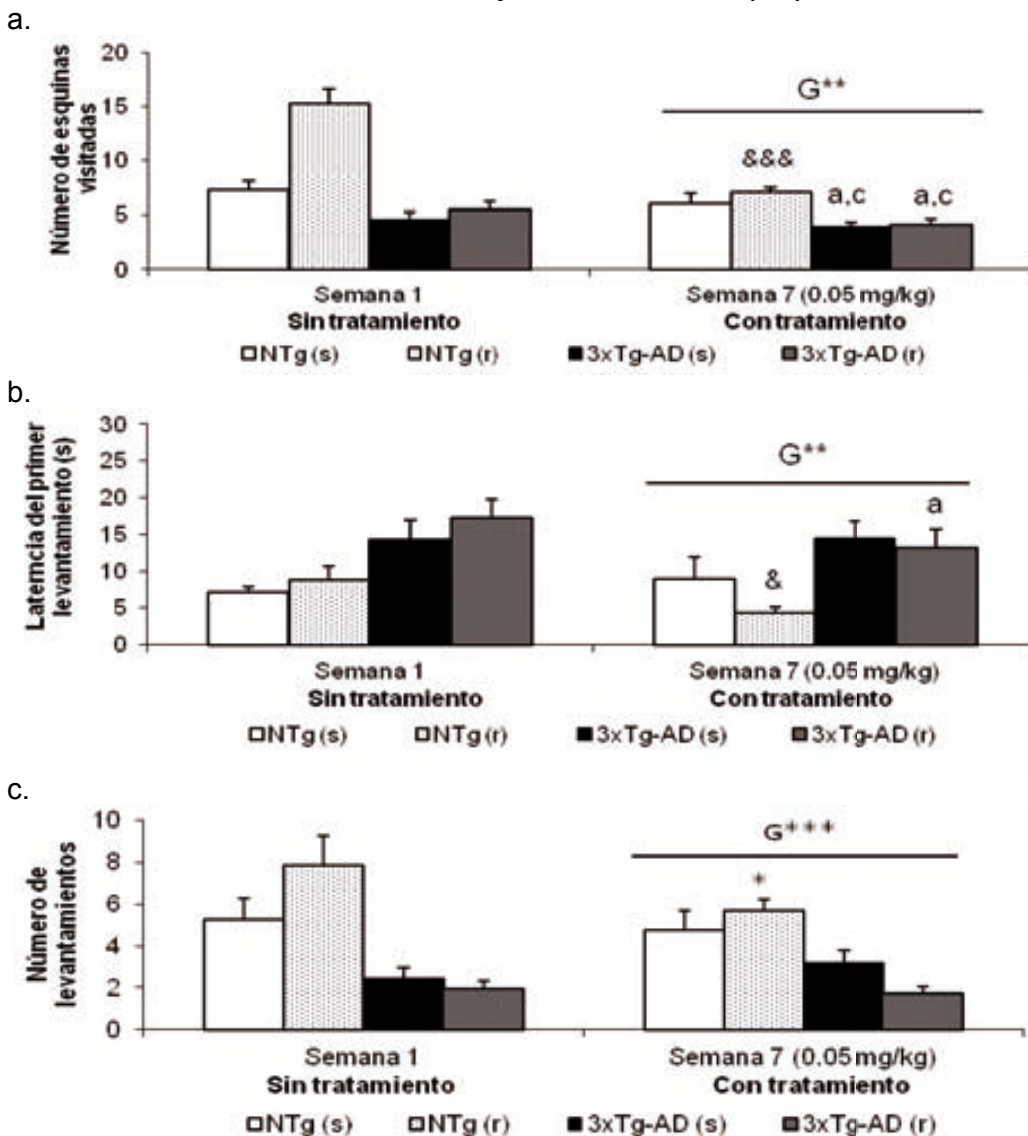 a.
Número de esquinas
visitadas
20
15
10
5
0
G**
&&&
a,c
a,c
Semana 1
Semana 7 (0.05 mg/kg)
Sin tratamiento
Con tratamiento
NTg (s)
NTg (r)
3xTg-AD (s)
3xTg-AD (r)
b.
Latencia del primer
levantamiento (s)
30
25
20
15
10
5
0
G**
&
a
Semana 1
Semana 7 (0.05 mg/kg)
Sin tratamiento
Con tratamiento
NTg (s)
NTg (r)
3xTg-AD (s)
3xTg-AD (r)
c.
Número de
levantamientos
10
8
6
4
2
0
G***
*
Semana 1
Semana 7 (0.05 mg/kg)
Sin tratamiento
Con tratamiento
NTg (s)
NTg (r)
3xTg-AD (s)
3xTg-AD (r)